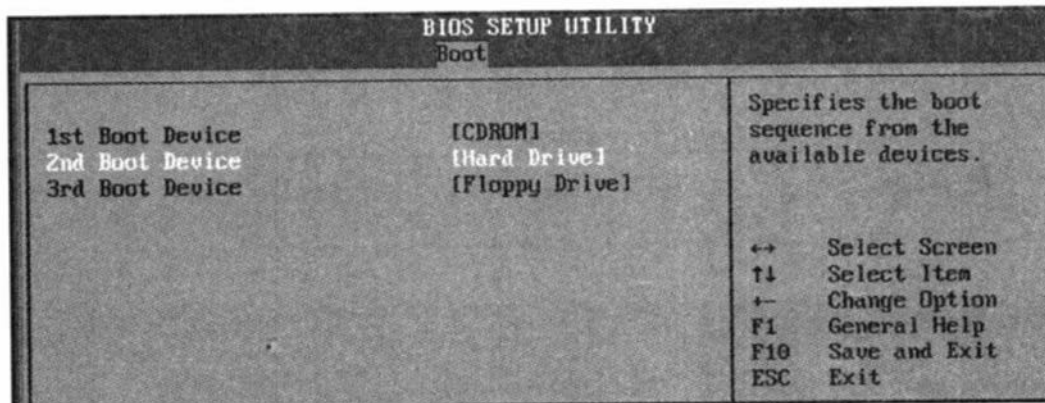 BIOS SETUP UTILITY
Boot
1st Boot Device [CDROM]
2nd Boot Device [Hard Drive]
3rd Boot Device [Floppy Drive]
Specifies the boot
sequence from the
available devices.
←→ Select Screen
↑↓ Select Item
+- Change Option
F1 General Help
F10 Save and Exit
ESC Exit